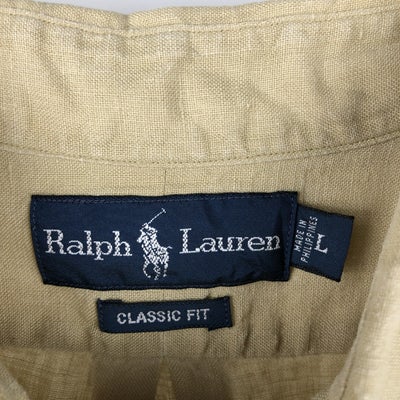 Ralph Lauren
L
MADE IN
PHILIPPINES
CLASSIC FIT